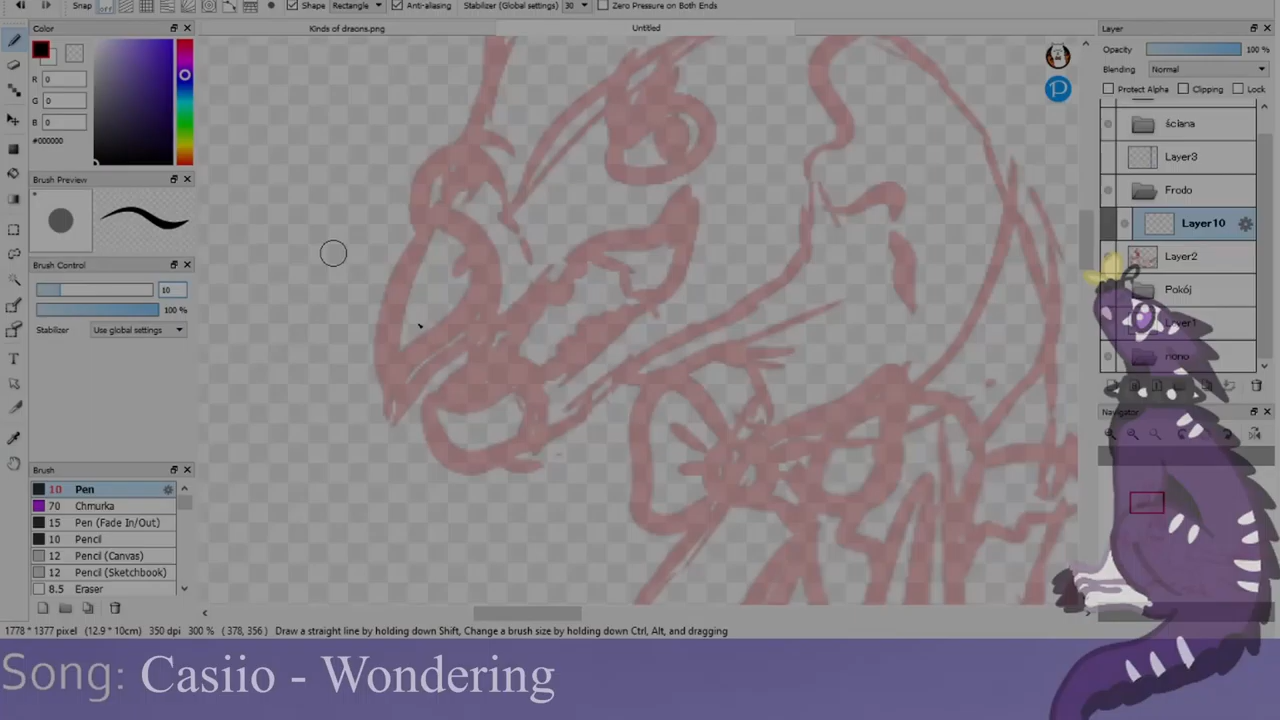 Snap
Shape
Rectangle
Anti-aliasing
Stabilizer (Global settings)
30
Zero Pressure on Both Ends
Color
Kinds of draons.png
Untitled
Layer
Opacity
100 %
Blending
Normal
Protect Alpha
Clipping
Lock
R
0
G
0
B
0
#000000
ściana
Layer3
Frodo
Layer10
Layer2
Pokój
Layer1
nono
Brush Preview
Brush Control
10
100 %
Stabilizer
Use global settings
Navigator
Brush
10 Pen
70 Chmurka
15 Pen (Fade In/Out)
10 Pencil
12 Pencil (Canvas)
12 Pencil (Sketchbook)
8.5 Eraser
1778 * 1377 pixel (12.9 * 10cm) 350 dpi 300 % ( 378, 356 ) Draw a straight line by holding down Shift, Change a brush size by holding down Ctrl, Alt, and dragging
Song: Casiio - Wondering